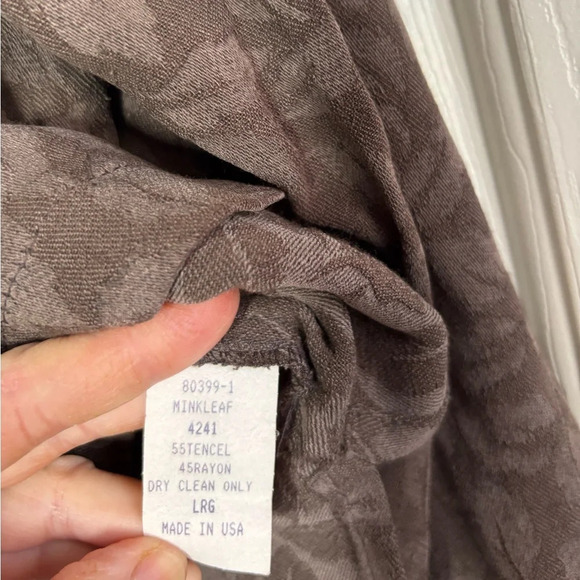 80399-1
MINKLEAF
4241
55TENCEL
45RAYON
DRY CLEAN ONLY
LRG
MADE IN USA